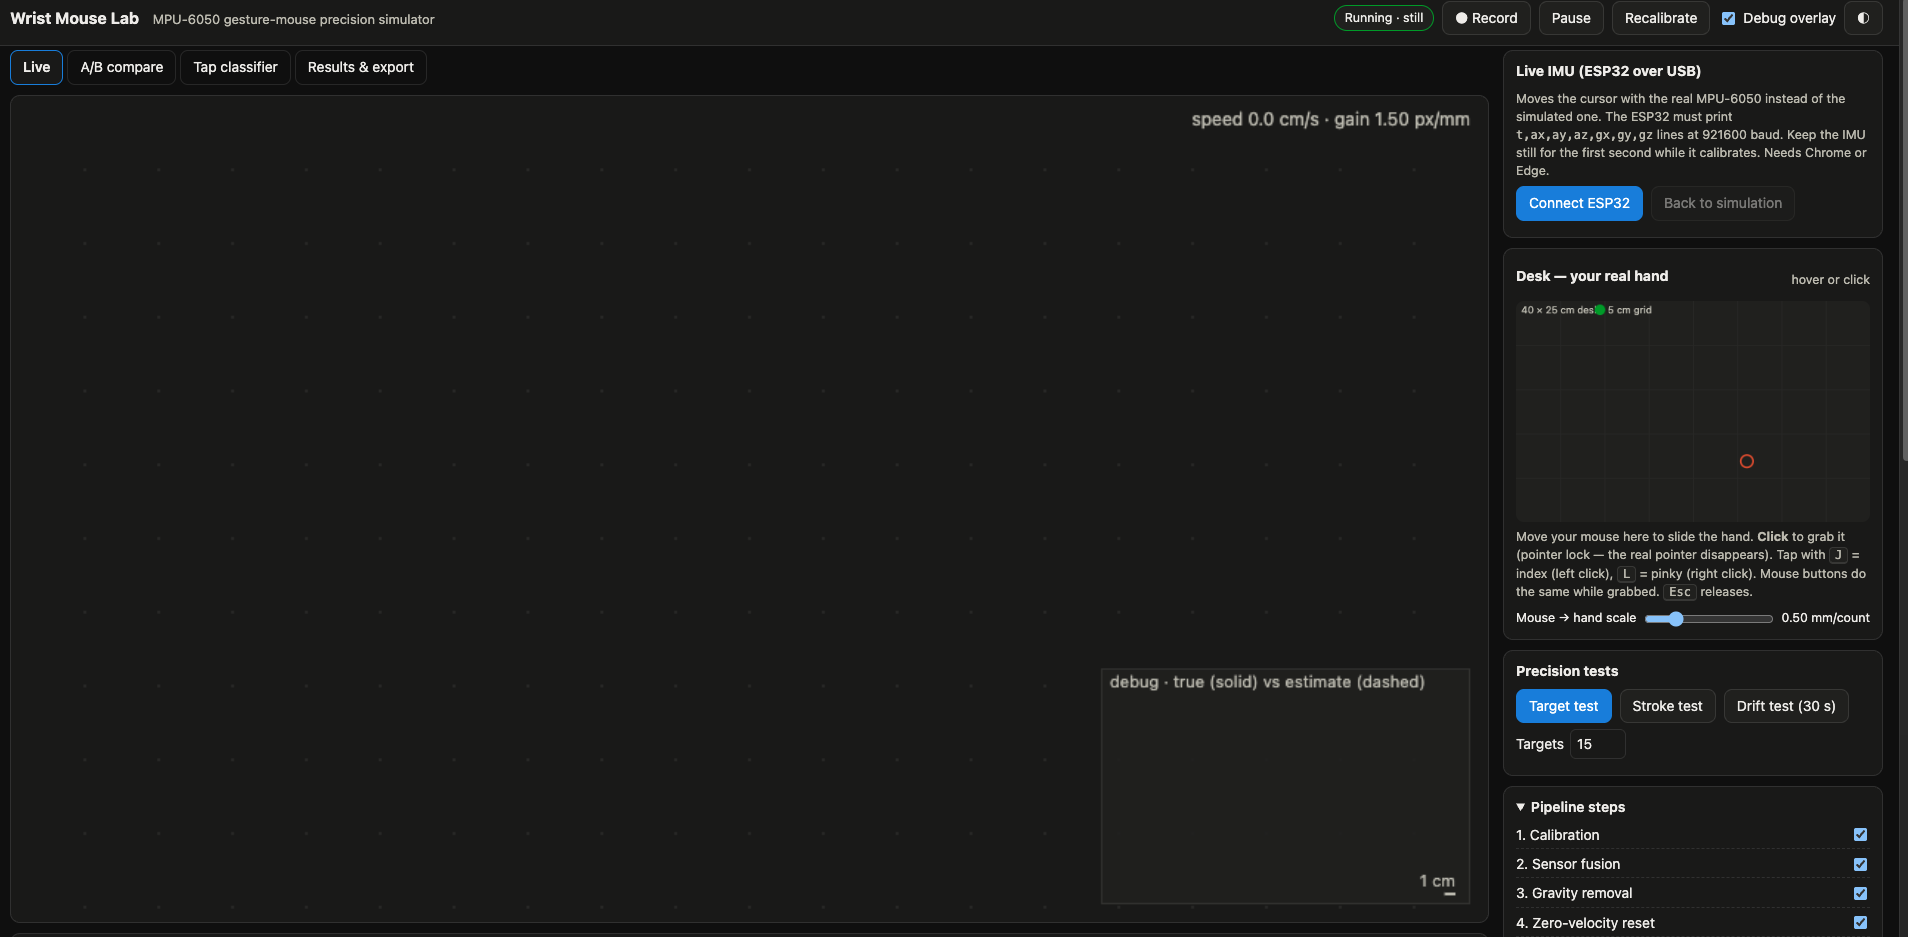 Wrist Mouse Lab MPU-6050 gesture-mouse precision simulator
Running · still
Record
Pause
Recalibrate
Debug overlay
Live
A/B compare
Tap classifier
Results & export
speed 0.0 cm/s · gain 1.50 px/mm
debug · true (solid) vs estimate (dashed)
1 cm
Live IMU (ESP32 over USB)
Moves the cursor with the real MPU-6050 instead of the
simulated one. The ESP32 must print
t,ax,ay,az,gx,gy,gz lines at 921600 baud. Keep the IMU
still for the first second while it calibrates. Needs Chrome or
Edge.
Connect ESP32
Back to simulation
Desk — your real hand
hover or click
40 × 25 cm des 5 cm grid
Move your mouse here to slide the hand. Click to grab it
(pointer lock — the real pointer disappears). Tap with J =
index (left click), L = pinky (right click). Mouse buttons do
the same while grabbed. Esc releases.
Mouse → hand scale 0.50 mm/count
Precision tests
Target test
Stroke test
Drift test (30 s)
Targets 15
▼ Pipeline steps
1. Calibration
2. Sensor fusion
3. Gravity removal
4. Zero-velocity reset